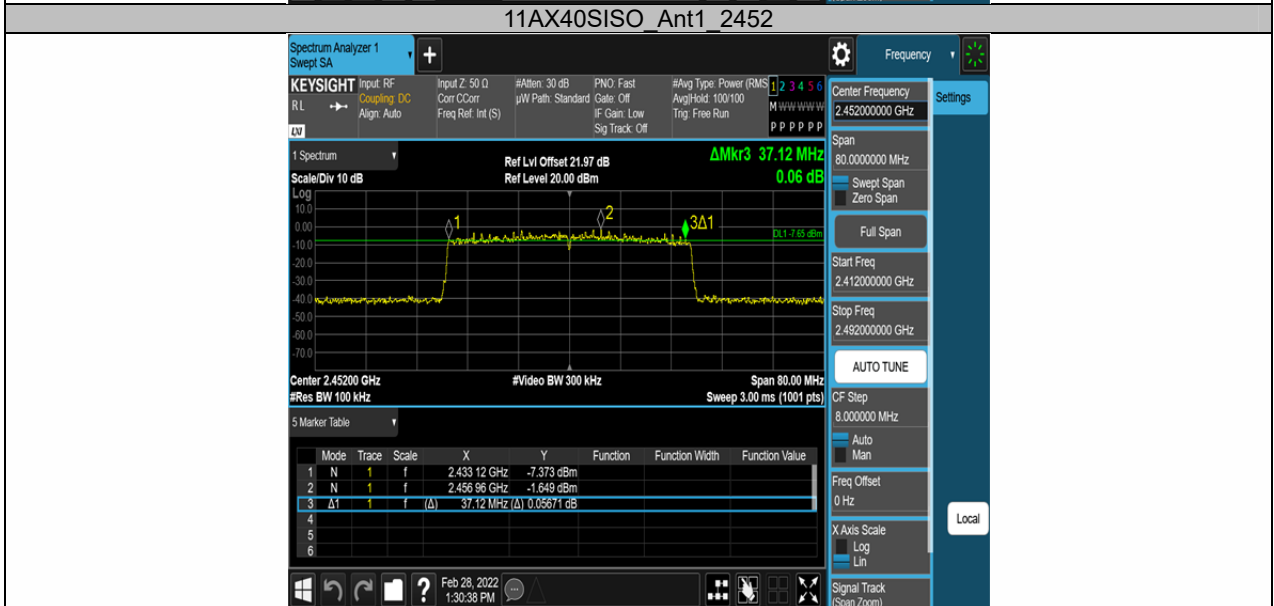 11AX40SISO_Ant1_2452
Spectrum Analyzer 1
Swept SA
+
Frequency
KEYSIGHT Input: RF Input Z: 50 Ω #Atten: 30 dB PNO: Fast #Avg Type: Power (RMS 1 2 3 4 5 6
RL Coupling: DC Corr CCorr µW Path: Standard Gate: Off Avg|Hold: 100/100 M W W W W W
Align: Auto Freq Ref: Int (S) IF Gain: Low Trig: Free Run
LXI Sig Track: Off P P P P P P
Center Frequency
2.452000000 GHz
Settings
Span
80.0000000 MHz
Swept Span
Zero Span
Full Span
Start Freq
2.412000000 GHz
Stop Freq
2.492000000 GHz
AUTO TUNE
CF Step
8.000000 MHz
Auto
Man
Freq Offset
0 Hz
X Axis Scale
Log
Lin
Signal Track
(Span Zoom)
Local
1 Spectrum
Ref Lvl Offset 21.97 dB
ΔMkr3 37.12 MHz
Scale/Div 10 dB
Ref Level 20.00 dBm
0.06 dB
Log
10.0
0.00
-10.0
-20.0
-30.0
-40.0
-50.0
-60.0
-70.0
1
2
3Δ1
DL1 -7.65 dBm
Center 2.45200 GHz #Video BW 300 kHz Span 80.00 MHz
#Res BW 100 kHz Sweep 3.00 ms (1001 pts)
5 Marker Table
Mode Trace Scale X Y Function Function Width Function Value
1 N 1 f 2.433 12 GHz -7.373 dBm
2 N 1 f 2.456 96 GHz -1.649 dBm
3 Δ1 1 f (Δ) 37.12 MHz (Δ) 0.05671 dB
4
5
6
? Feb 28, 2022
1:30:38 PM